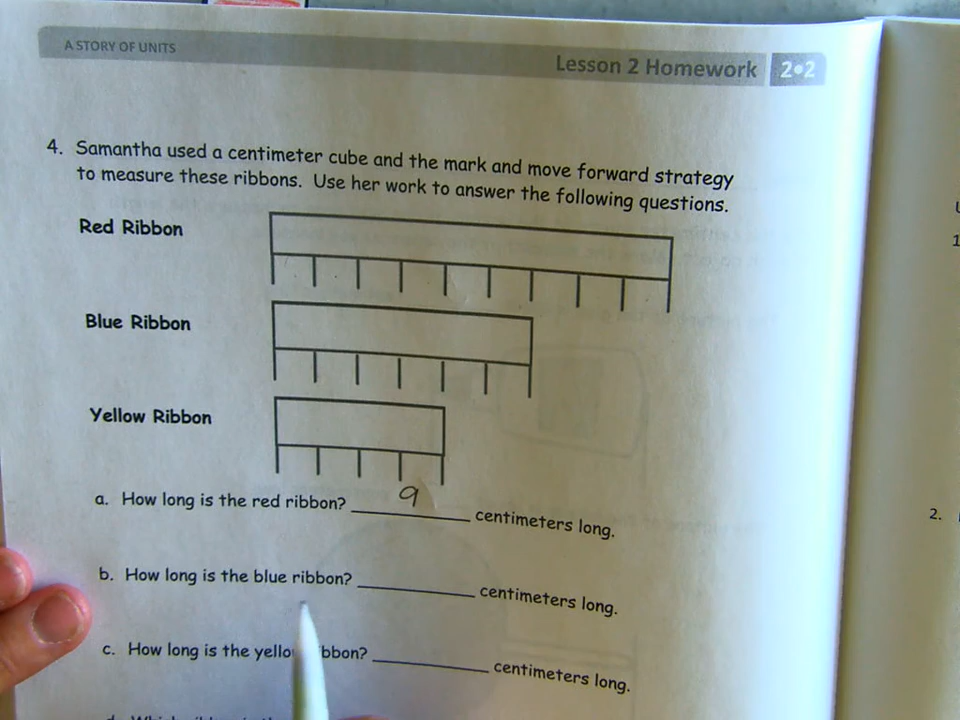 A STORY OF UNITS
Lesson 2 Homework 2•2
4. Samantha used a centimeter cube and the mark and move forward strategy
to measure these ribbons. Use her work to answer the following questions.
Red Ribbon
Blue Ribbon
Yellow Ribbon
a. How long is the red ribbon? 9 centimeters long.
b. How long is the blue ribbon? centimeters long.
c. How long is the yello bbon? centimeters long.
2.